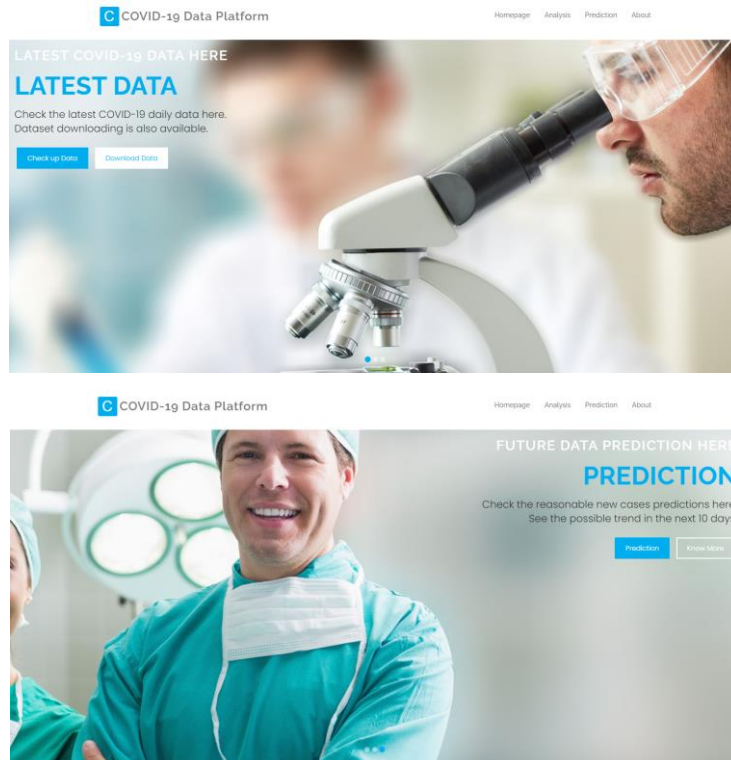 C COVID-19 Data Platform
Homepage Analysis Prediction About
LATEST COVID-19 DATA HERE
LATEST DATA
Check the latest COVID-19 daily data here.
Dataset downloading is also available.
Check up Data Download Data
C COVID-19 Data Platform
Homepage Analysis Prediction About
FUTURE DATA PREDICTION HERE
PREDICTION
Check the reasonable new cases predictions here
See the possible trend in the next 10 days
Prediction Know More